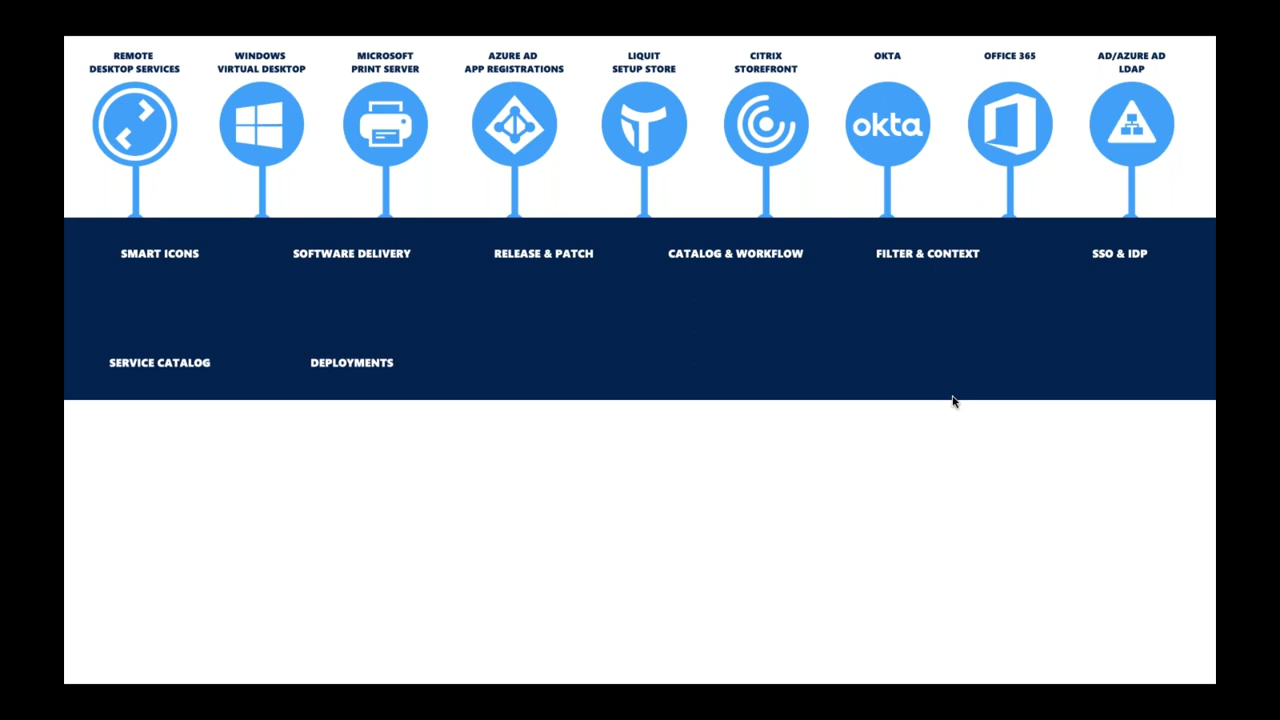 REMOTE
DESKTOP SERVICES
WINDOWS
VIRTUAL DESKTOP
MICROSOFT
PRINT SERVER
AZURE AD
APP REGISTRATIONS
LIQUIT
SETUP STORE
CITRIX
STOREFRONT
OKTA
OFFICE 365
AD/AZURE AD
LDAP
okta
SMART ICONS
SOFTWARE DELIVERY
RELEASE & PATCH
CATALOG & WORKFLOW
FILTER & CONTEXT
SSO & IDP
SERVICE CATALOG
DEPLOYMENTS